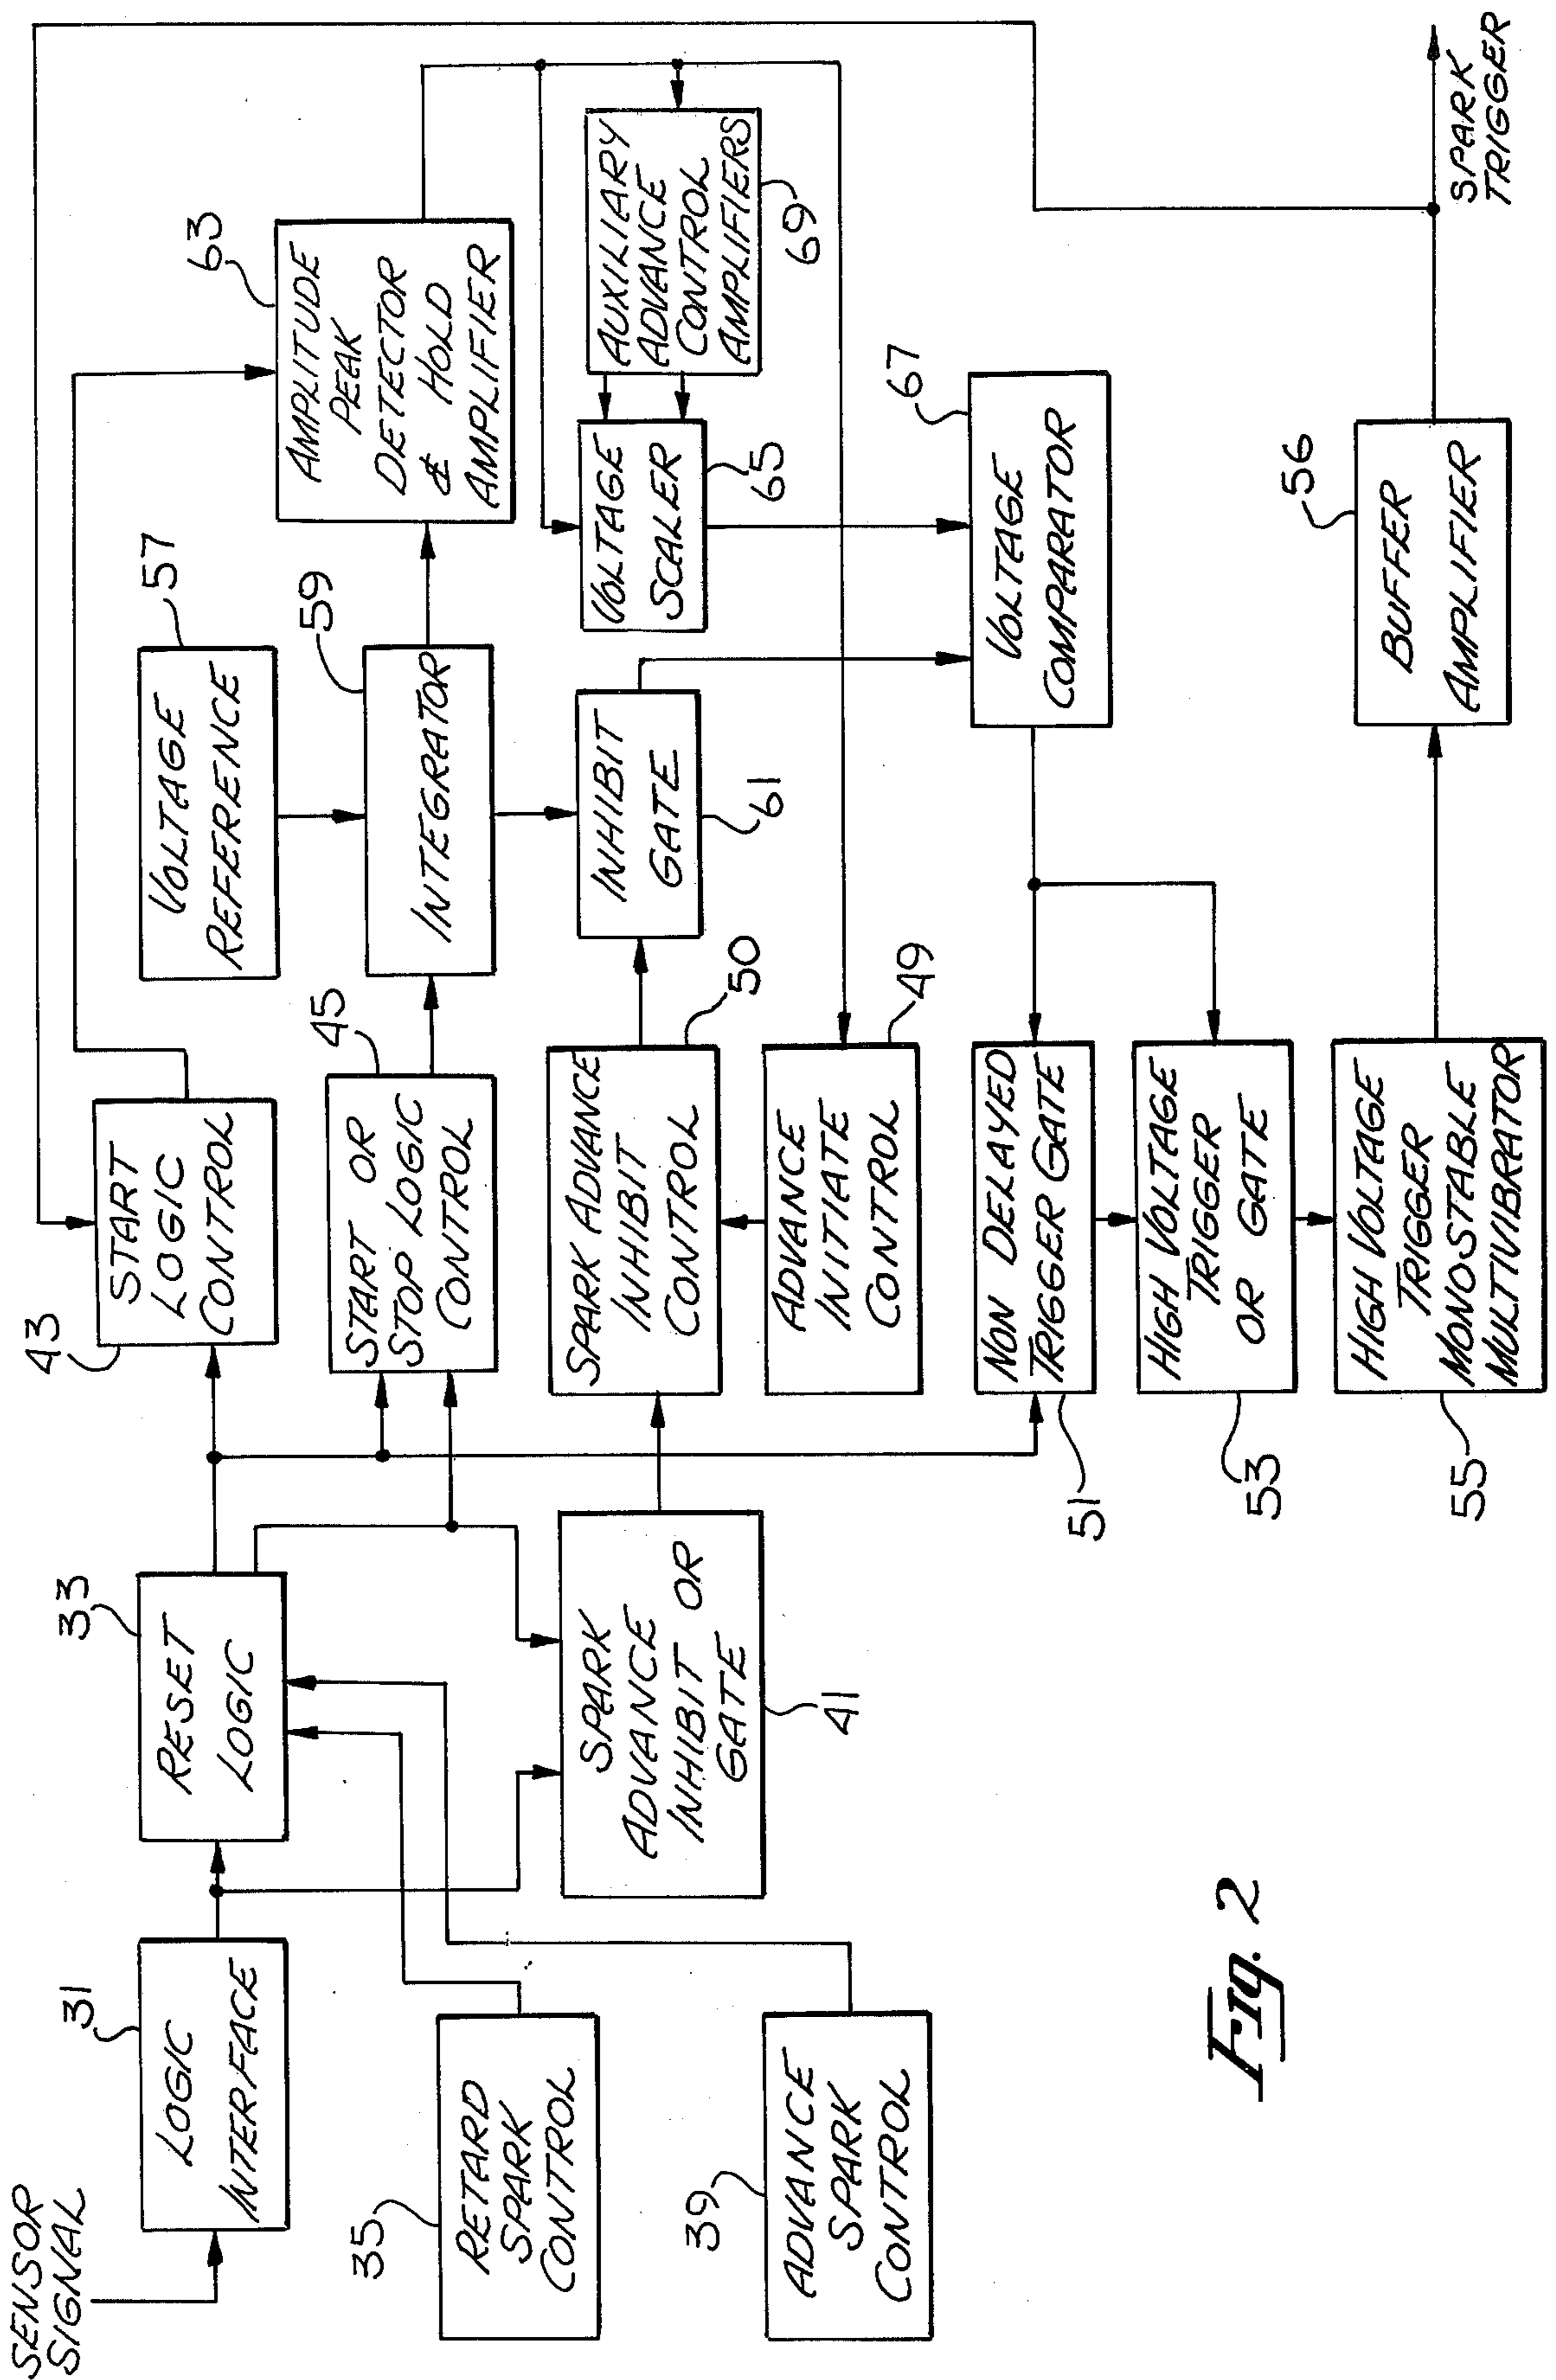 SENSOR
SIGNAL
31
LOGIC
INTERFACE
33
RESET
LOGIC
35
RETARD
SPARK
CONTROL
39
ADVANCE
SPARK
CONTROL
SPARK
ADVANCE
INHIBIT OR
GATE
41
43
START
LOGIC
CONTROL
45
START OR
STOP LOGIC
CONTROL
SPARK ADVANCE
INHIBIT
CONTROL
50
ADVANCE
INITIATE
CONTROL
49
NON DELAYED
TRIGGER GATE
51
HIGH VOLTAGE
TRIGGER
OR GATE
53
HIGH VOLTAGE
TRIGGER
MONOSTABLE
MULTIVIBRATOR
55
57
VOLTAGE
REFERENCE
59
INTEGRATOR
INHIBIT
GATE
61
63
AMPLITUDE
PEAK
DETECTOR
& HOLD
AMPLIFIER
VOLTAGE
SCALER
65
AUXILIARY
ADVANCE
CONTROL
AMPLIFIERS
69
67
VOLTAGE
COMPARATOR
56
BUFFER
AMPLIFIER
SPARK
TRIGGER
Fig. 2